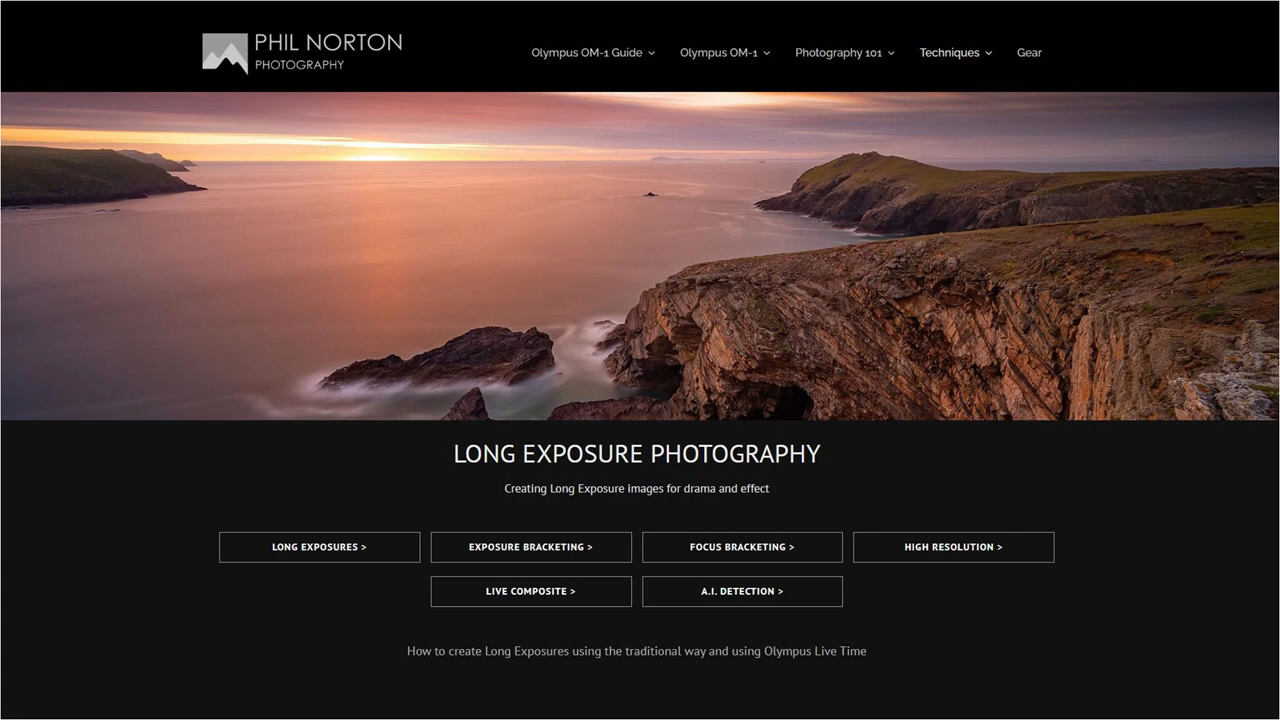 PHIL NORTON
PHOTOGRAPHY
Olympus OM-1 Guide
Olympus OM-1
Photography 101
Techniques
Gear
LONG EXPOSURE PHOTOGRAPHY
Creating Long Exposure images for drama and effect
LONG EXPOSURES >
EXPOSURE BRACKETING >
FOCUS BRACKETING >
HIGH RESOLUTION >
LIVE COMPOSITE >
A.I. DETECTION >
How to create Long Exposures using the traditional way and using Olympus Live Time